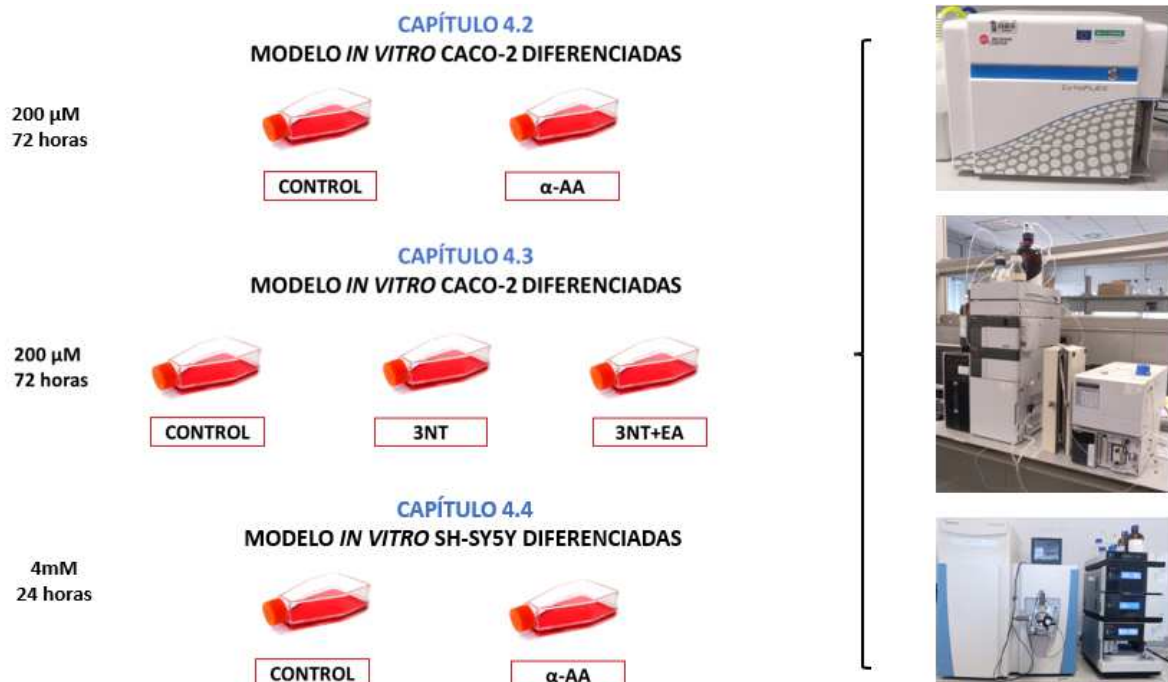 CAPÍTULO 4.2
MODELO IN VITRO CACO-2 DIFERENCIADAS
200 µM
72 horas
CONTROL
α-AA
CAPÍTULO 4.3
MODELO IN VITRO CACO-2 DIFERENCIADAS
200 µM
72 horas
CONTROL
3NT
3NT+EA
CAPÍTULO 4.4
MODELO IN VITRO SH-SY5Y DIFERENCIADAS
4mM
24 horas
CONTROL
α-AA
CytoFLEX
S